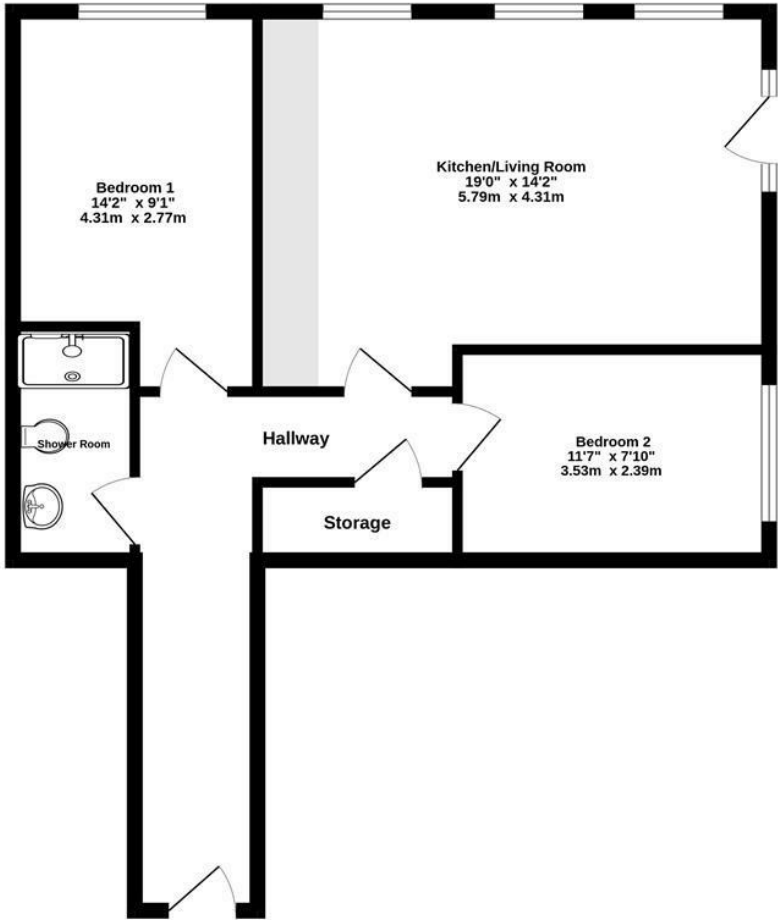 Kitchen/Living Room
19'0" x 14'2"
5.79m x 4.31m
Bedroom 1
14'2" x 9'1"
4.31m x 2.77m
Hallway
Shower Room
Bedroom 2
11'7" x 7'10"
3.53m x 2.39m
Storage